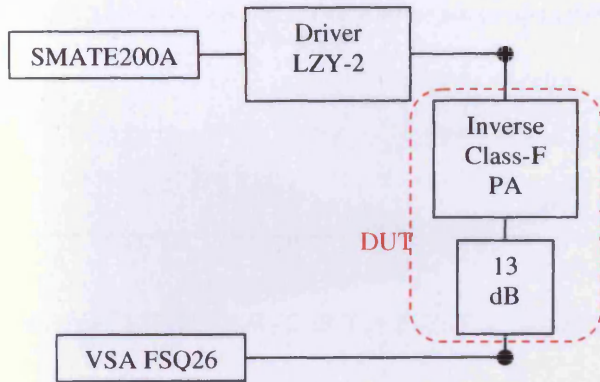 SMATE200A
Driver
LZY-2
Inverse
Class-F
PA
DUT
13
dB
VSA FSQ26